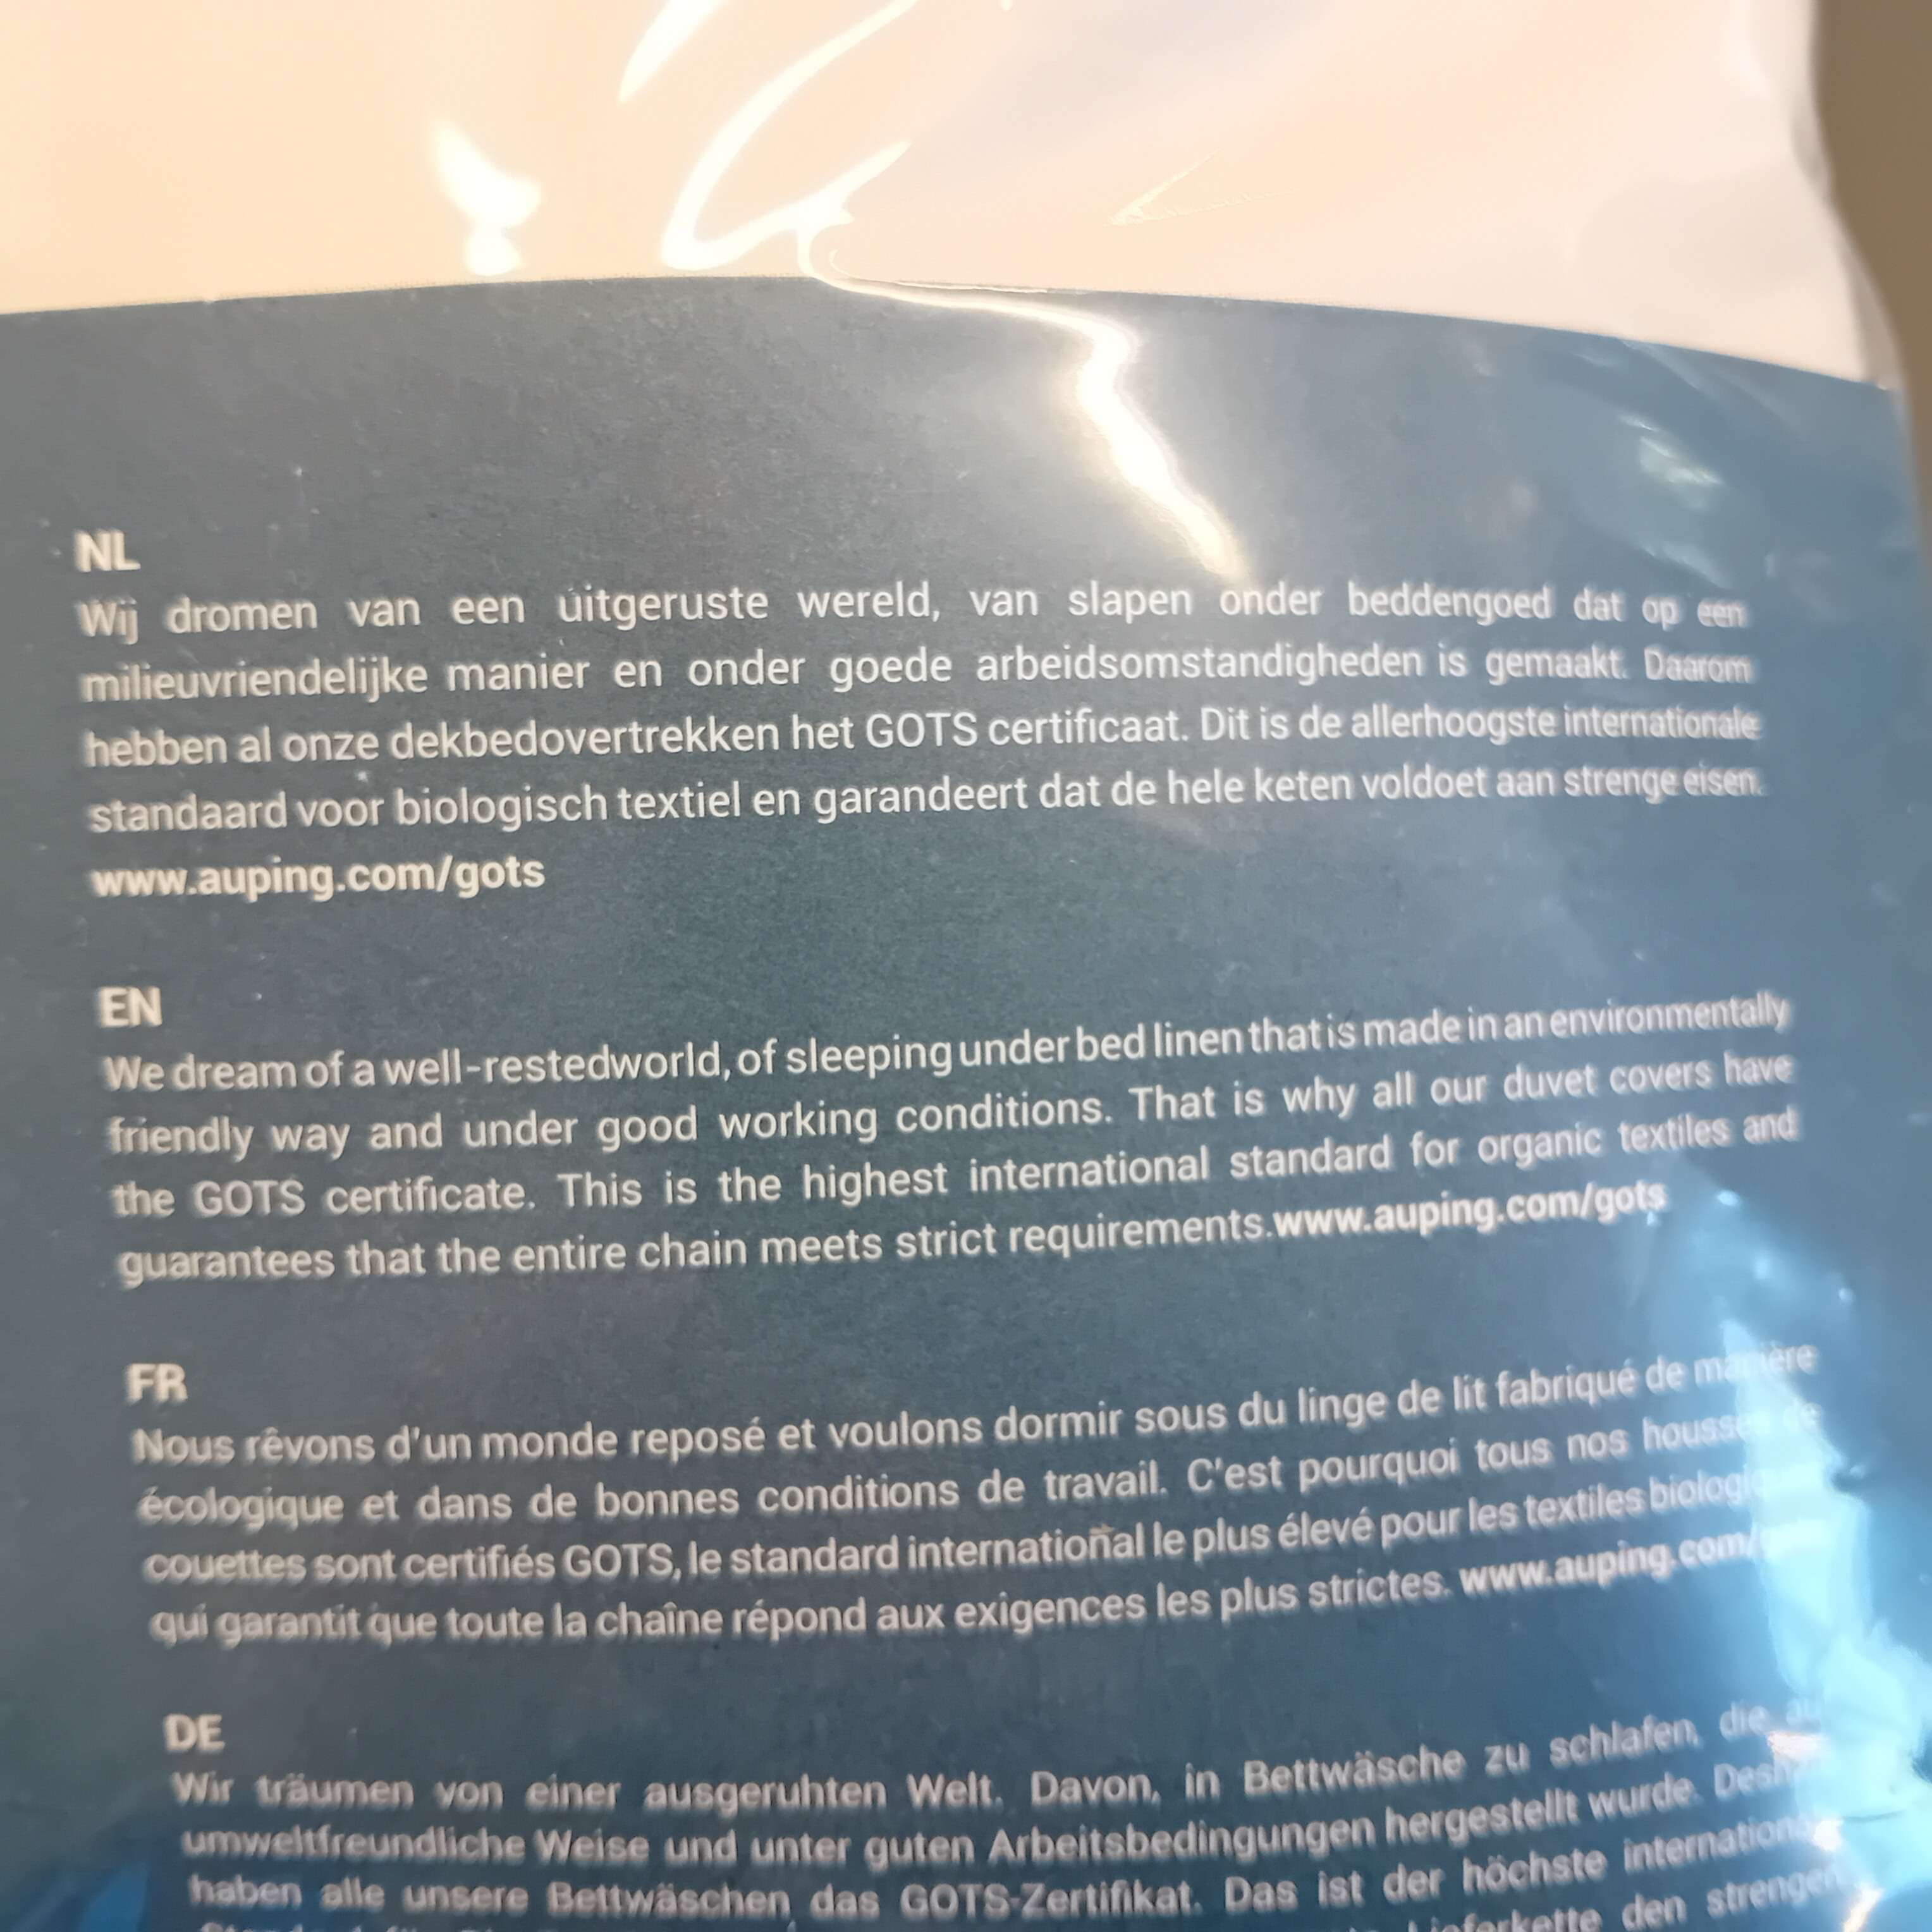 NL
Wij dromen van een uitgeruste wereld, van slapen onder beddengoed dat op een
milieuvriendelijke manier en onder goede arbeidsomstandigheden is gemaakt. Daarom
hebben al onze dekbedovertrekken het GOTS certificaat. Dit is de allerhoogste internationale
standaard voor biologisch textiel en garandeert dat de hele keten voldoet aan strenge eisen.
www.auping.com/gots
EN
We dream of a well-restedworld, of sleeping under bed linen that is made in an environmentally
friendly way and under good working conditions. That is why all our duvet covers have
the GOTS certificate. This is the highest international standard for organic textiles and
guarantees that the entire chain meets strict requirements.www.auping.com/gots
FR
Nous rêvons d'un monde reposé et voulons dormir sous du linge de lit fabriqué de manière
écologique et dans de bonnes conditions de travail. C'est pourquoi tous nos housses de
couettes sont certifiés GOTS, le standard international le plus élevé pour les textiles
qui garantit que toute la chaîne répond aux exigences les plus strictes. www.auping.com/
DE
Wir träumen von einer ausgeruhten Welt. Davon, in Bettwäsche zu schlafen, die
umweltfreundliche Weise und unter guten Arbeitsbedingungen hergestellt wurde.
haben alle unsere Bettwäschen das GOTS-Zertifikat. Das ist der höchste
Lieferkette den strengen